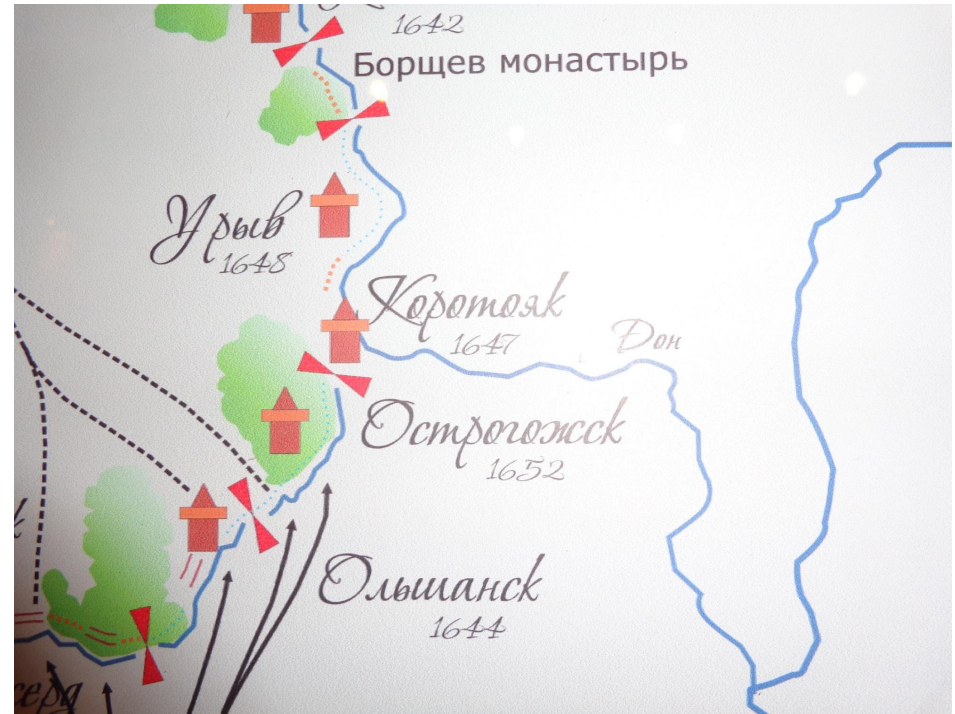 1642
Борщев монастырь
Урыв
1648
Коротояк
1647
Дон
Острогожск
1652
Ольшанск
1644